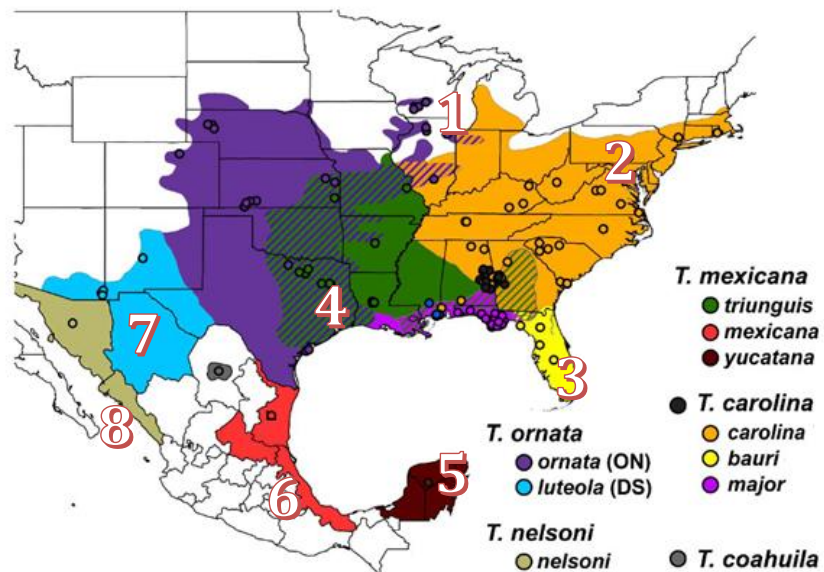 1
2
T. mexicana
triunguis
mexicana
yucatana
4
7
3
T. carolina
carolina
bauri
major
8
T. ornata
ornata (ON)
luteola (DS)
5
6
T. nelsoni
nelsoni
T. coahuila